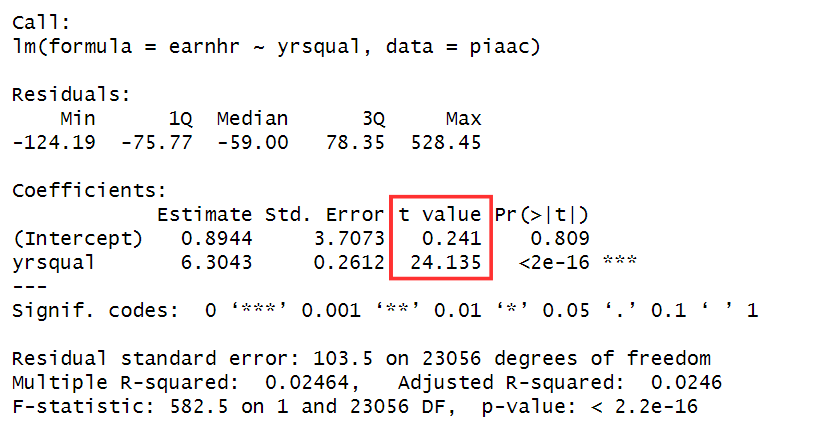 Call:
lm(formula = earnhr ~ yrsqual, data = piaac)
Residuals:
    Min      1Q  Median      3Q     Max
-124.19  -75.77  -59.00   78.35  528.45
Coefficients:
            Estimate Std. Error t value Pr(>|t|)
(Intercept)   0.8944     3.7073   0.241    0.809
yrsqual       6.3043     0.2612  24.135   <2e-16 ***
---
Signif. codes:  0 ‘***’ 0.001 ‘**’ 0.01 ‘*’ 0.05 ‘.’ 0.1 ‘ ’ 1
Residual standard error: 103.5 on 23056 degrees of freedom
Multiple R-squared:  0.02464,   Adjusted R-squared:  0.0246
F-statistic: 582.5 on 1 and 23056 DF,  p-value: < 2.2e-16